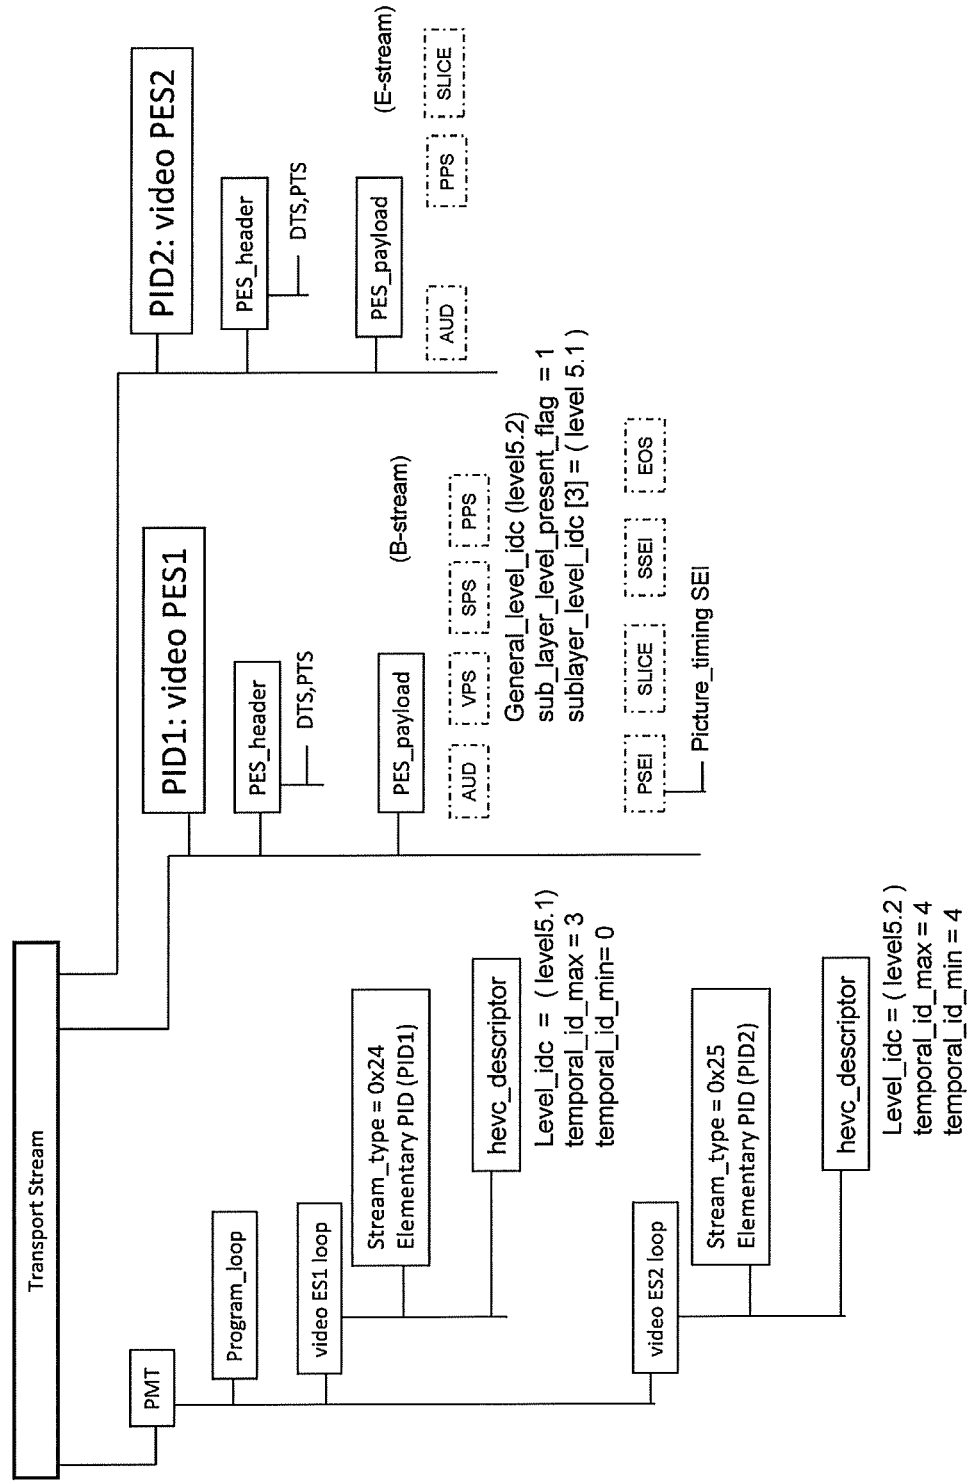 Transport Stream
PMT
Program_loop
video ES1 loop
Stream_type = 0x24
Elementary PID (PID1)
hevc_descriptor
Level_idc = ( level5.1)
temporal_id_max = 3
temporal_id_min= 0
video ES2 loop
Stream_type = 0x25
Elementary PID (PID2)
hevc_descriptor
Level_idc = ( level5.2 )
temporal_id_max = 4
temporal_id_min = 4
PID1: video PES1
PES_header
DTS,PTS
PES_payload
(B-stream)
AUD
VPS
SPS
PPS
General_level_idc (level5.2)
sub_layer_level_present_flag = 1
sublayer_level_idc [3] = ( level 5.1 )
PSEI
SLICE
SSEI
EOS
Picture_timing SEI
PID2: video PES2
PES_header
DTS,PTS
PES_payload
(E-stream)
AUD
PPS
SLICE